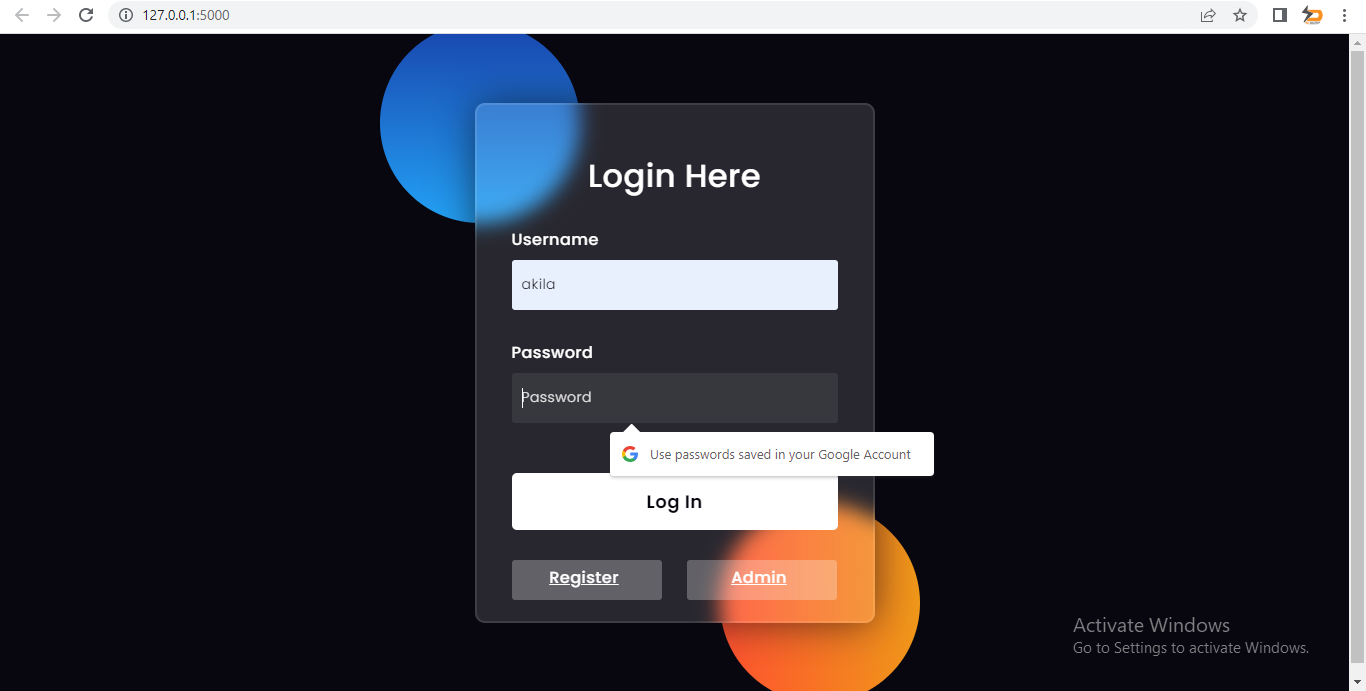 127.0.0.1:5000
Login Here
Username
akila
Password
Password
Use passwords saved in your Google Account
Log In
Register
Admin
Activate Windows
Go to Settings to activate Windows.